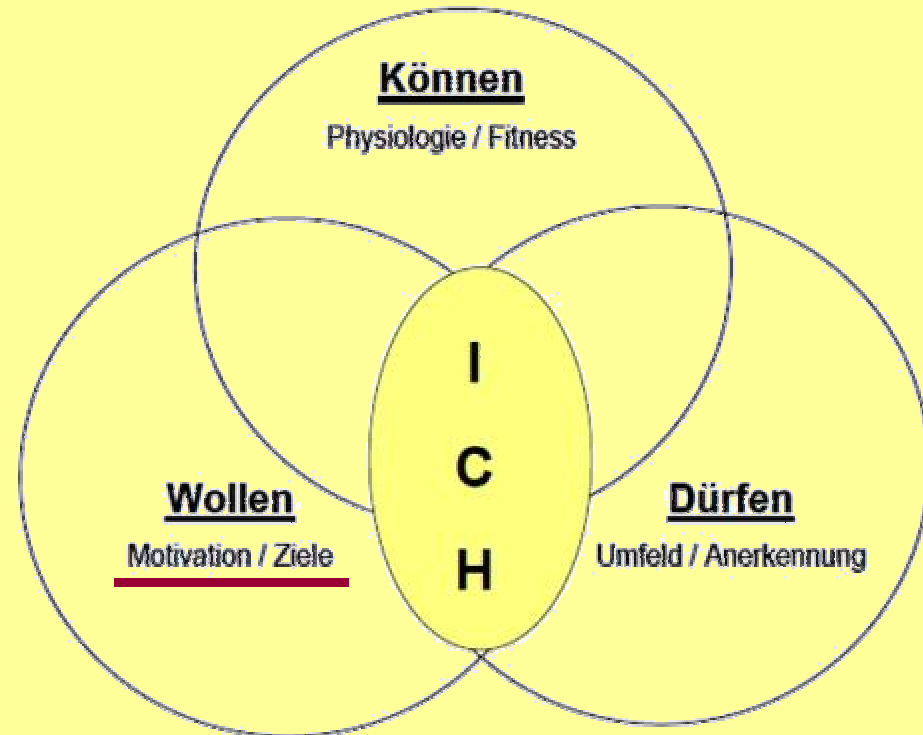 Können
Physiologie / Fitness
I
C
H
Wollen
Motivation / Ziele
Dürfen
Umfeld / Anerkennung